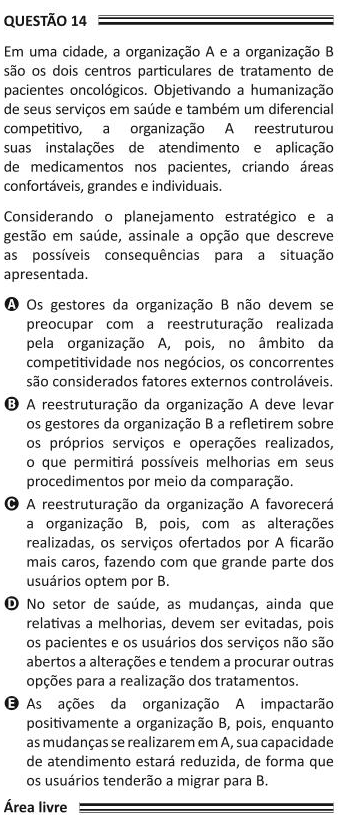 QUESTÃO 14
Em uma cidade, a organização A e a organização B
são os dois centros particulares de tratamento de
pacientes oncológicos. Objetivando a humanização
de seus serviços em saúde e também um diferencial
competitivo, a organização A reestruturou
suas instalações de atendimento e aplicação
de medicamentos nos pacientes, criando áreas
confortáveis, grandes e individuais.
Considerando o planejamento estratégico e a
gestão em saúde, assinale a opção que descreve
as possíveis consequências para a situação
apresentada.
A Os gestores da organização B não devem se
preocupar com a reestruturação realizada
pela organização A, pois, no âmbito da
competitividade nos negócios, os concorrentes
são considerados fatores externos controláveis.
B A reestruturação da organização A deve levar
os gestores da organização B a refletirem sobre
os próprios serviços e operações realizados,
o que permitirá possíveis melhorias em seus
procedimentos por meio da comparação.
C A reestruturação da organização A favorecerá
a organização B, pois, com as alterações
realizadas, os serviços ofertados por A ficarão
mais caros, fazendo com que grande parte dos
usuários optem por B.
D No setor de saúde, as mudanças, ainda que
relativas a melhorias, devem ser evitadas, pois
os pacientes e os usuários dos serviços não são
abertos a alterações e tendem a procurar outras
opções para a realização dos tratamentos.
E As ações da organização A impactarão
positivamente a organização B, pois, enquanto
as mudanças se realizarem em A, sua capacidade
de atendimento estará reduzida, de forma que
os usuários tenderão a migrar para B.
Área livre